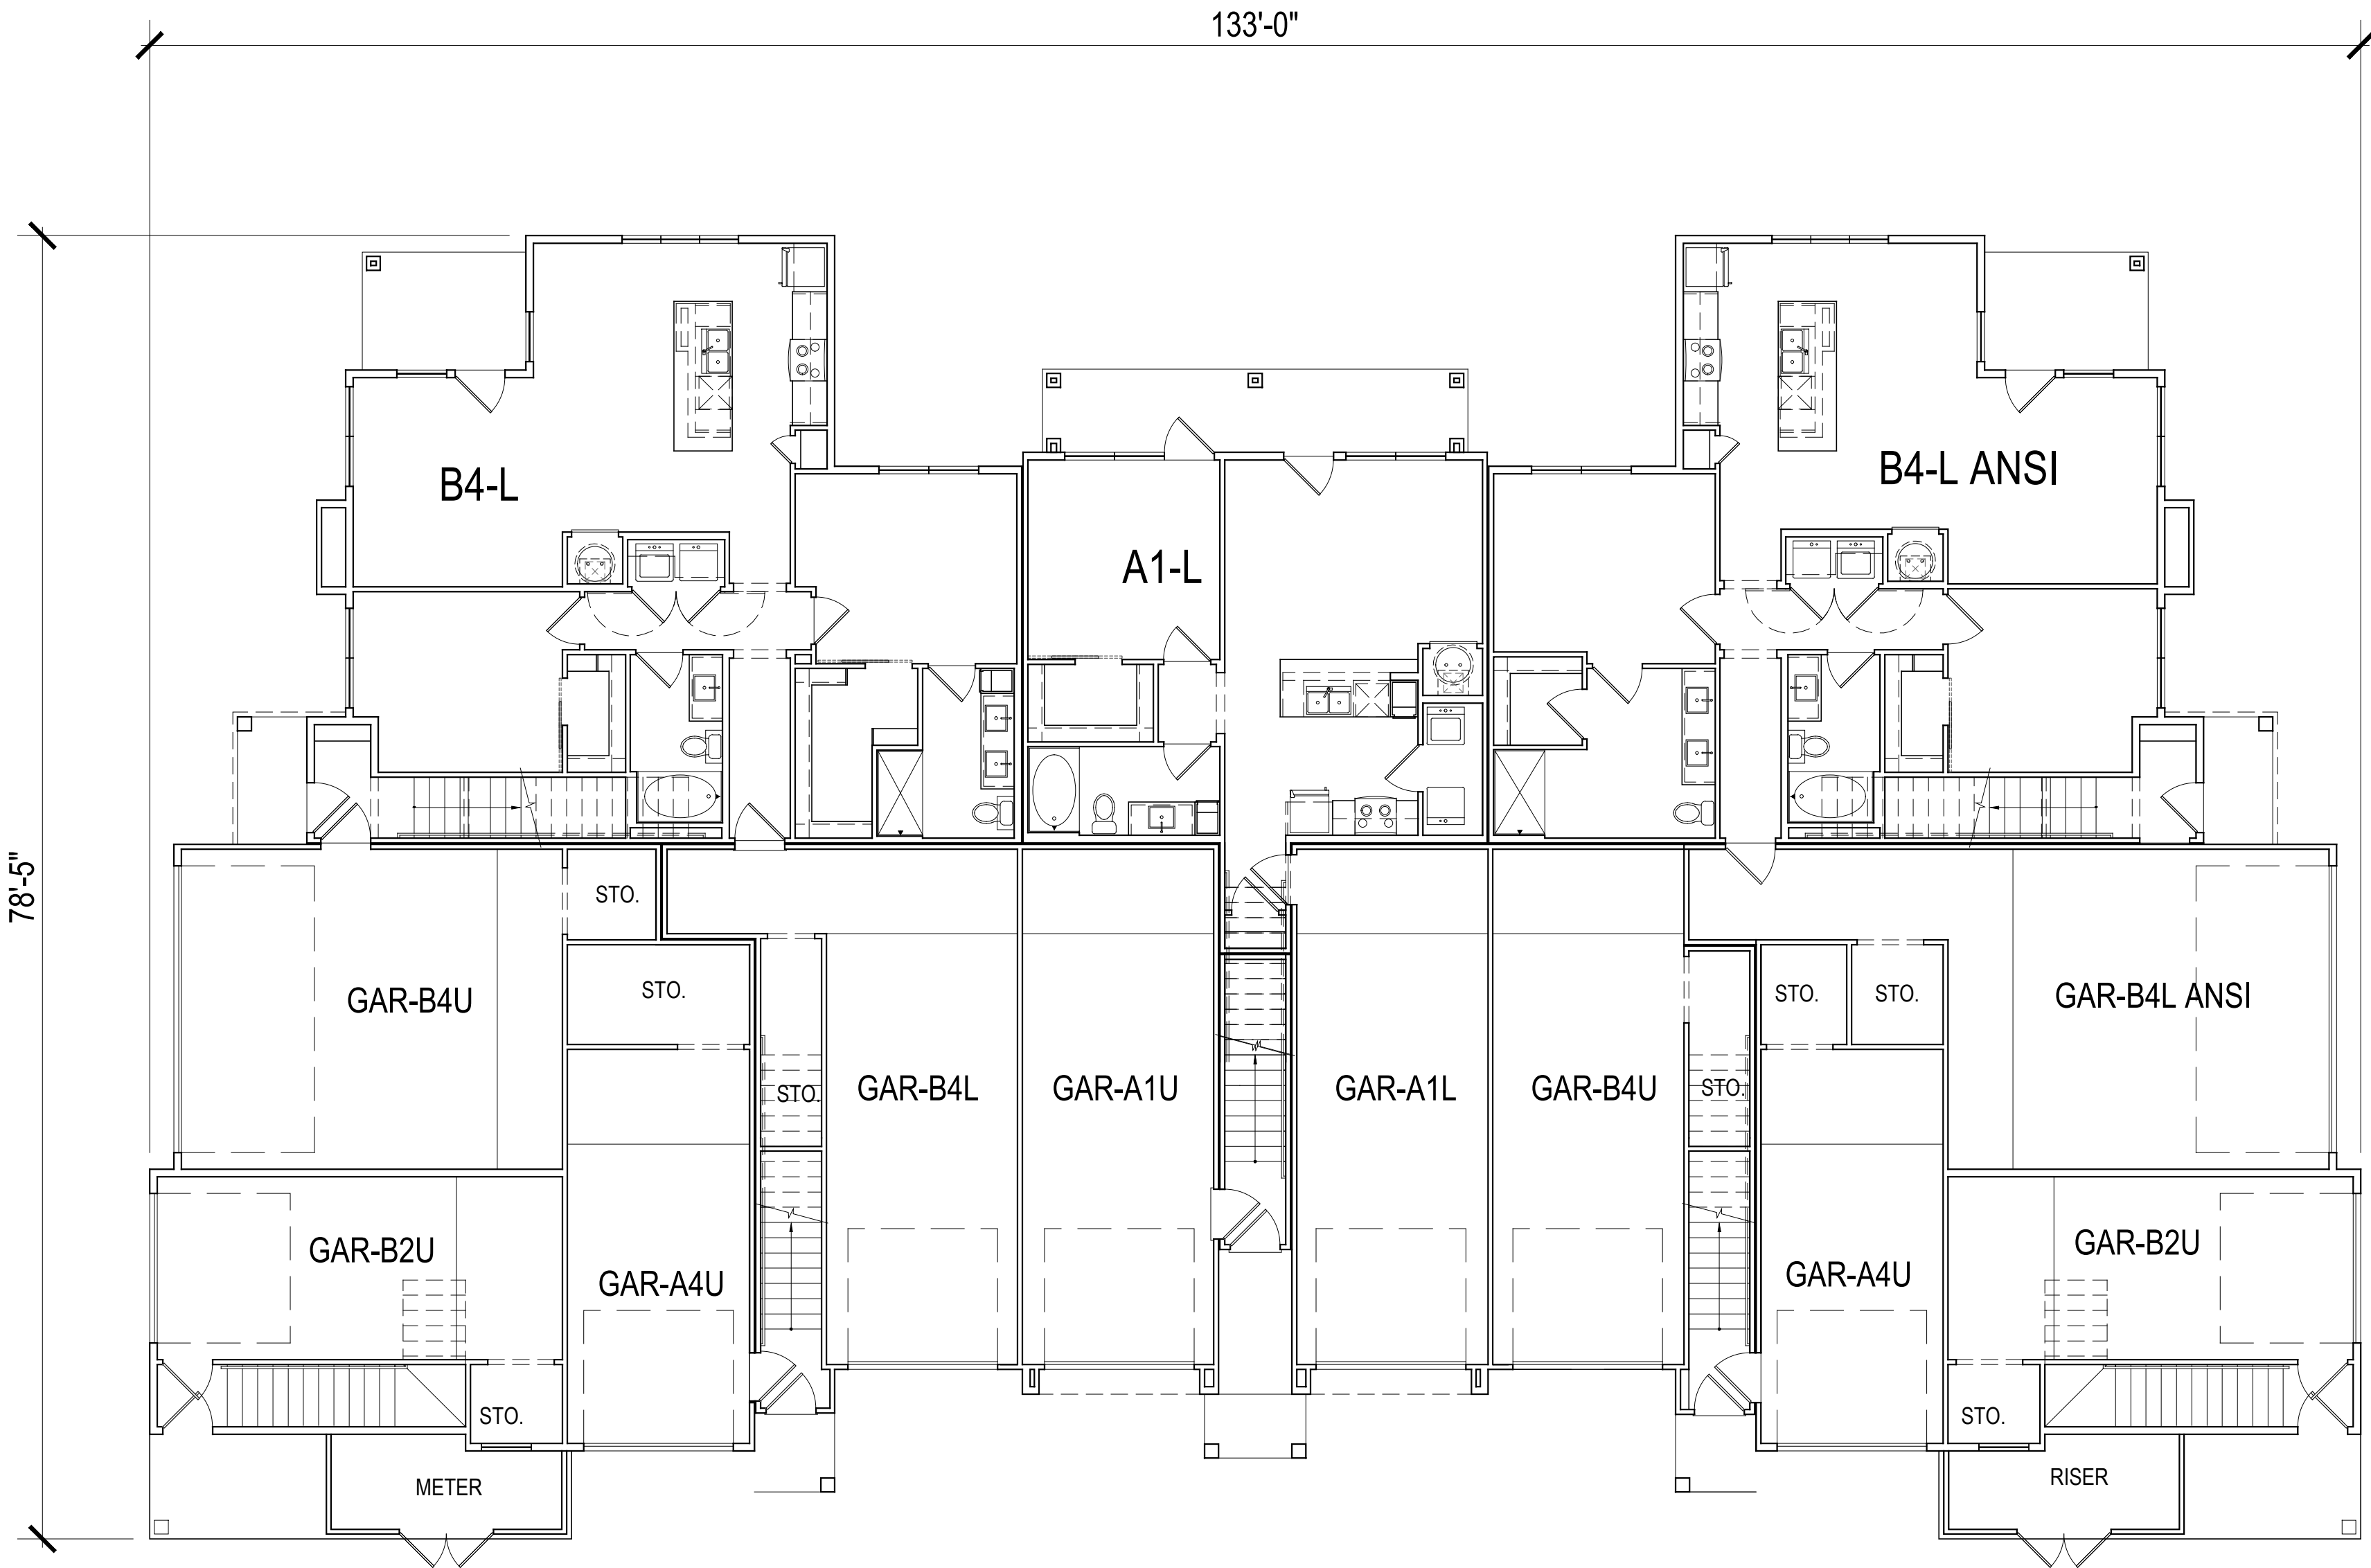 133'-0"
B4-L
B4-L ANSI
A1-L
78'-5"
STO.
STO.
STO.
STO.
GAR-B4U
GAR-B4L ANSI
STO.
GAR-B4L
GAR-A1U
GAR-A1L
GAR-B4U
STO.
GAR-B2U
GAR-A4U
GAR-A4U
GAR-B2U
STO.
STO.
METER
RISER